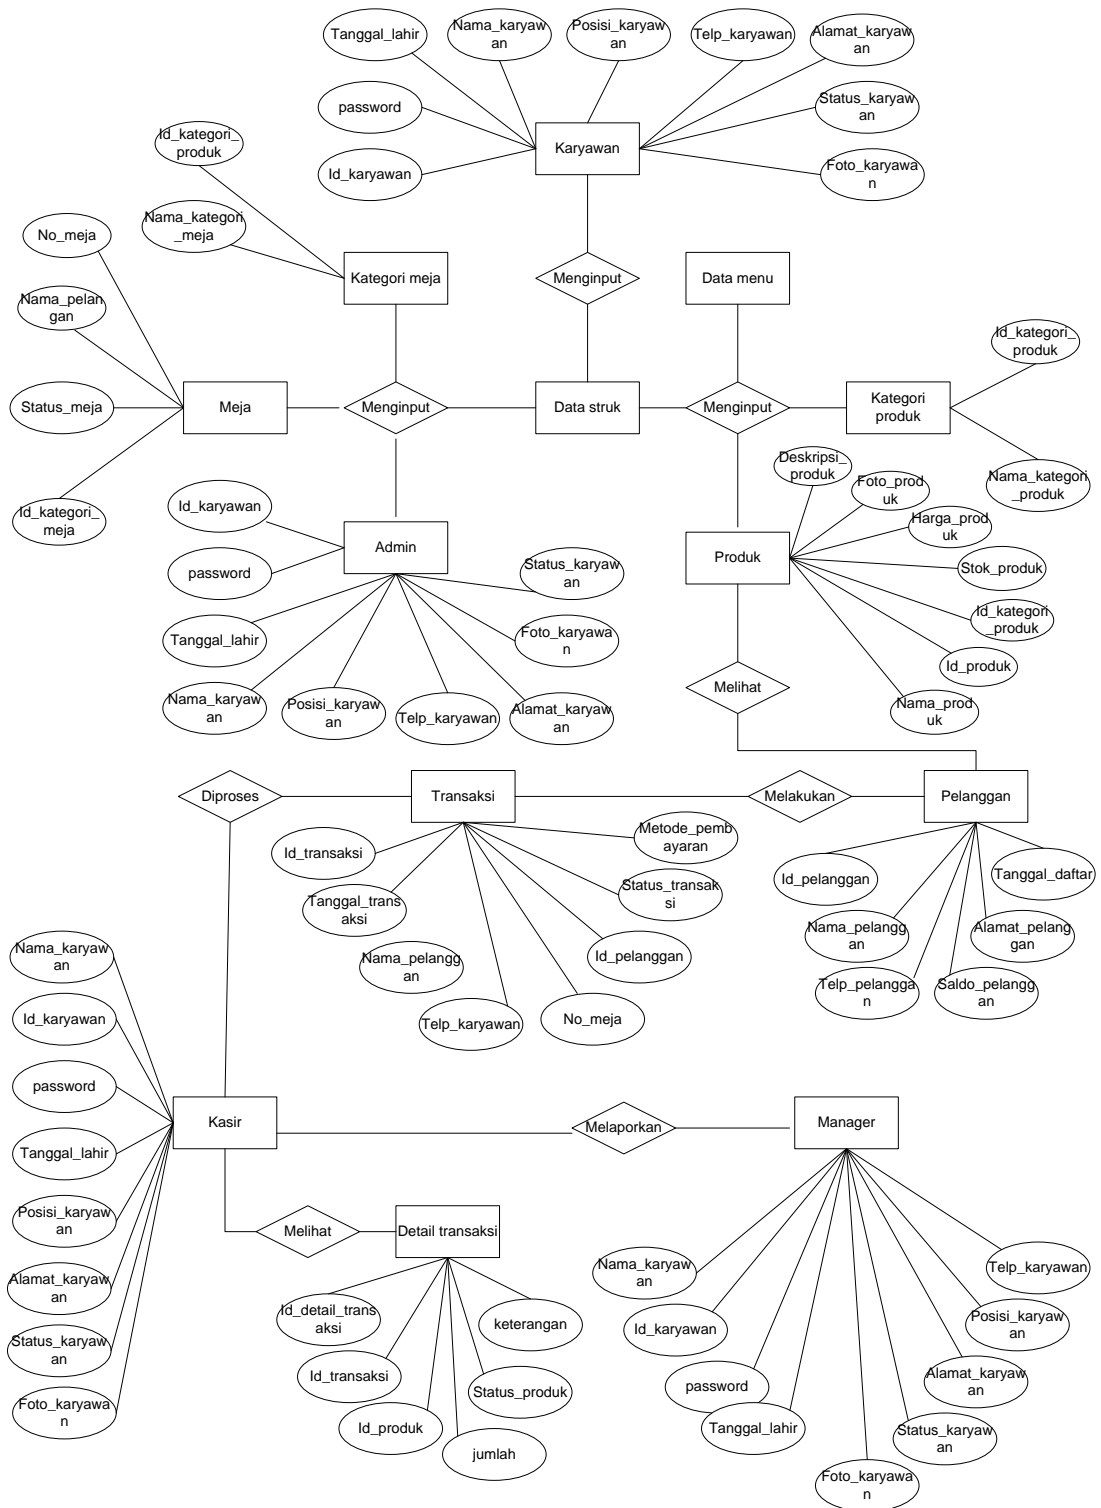 Tanggal_lahir
Nama_karyaw
an
Posisi_karyaw
an
Telp_karyawan
Alamat_karyaw
an
password
Status_karyaw
an
Id_kategori_
produk
Karyawan
Id_karyawan
Foto_karyawa
n
Nama_kategori
_meja
No_meja
Kategori meja
Menginput
Data menu
Nama_pelan
gan
Id_kategori_
produk
Status_meja
Meja
Menginput
Data struk
Menginput
Kategori
produk
Deskripsi_
produk
Nama_kategori
_produk
Foto_prod
uk
Id_kategori_
meja
Id_karyawan
Harga_prod
uk
Admin
Produk
password
Status_karyaw
an
Stok_produk
Id_kategori
_produk
Tanggal_lahir
Foto_karyawa
n
Id_produk
Nama_karyaw
an
Posisi_karyaw
an
Telp_karyawan
Alamat_karyaw
an
Melihat
Nama_prod
uk
Diproses
Transaksi
Melakukan
Pelanggan
Id_transaksi
Metode_pemb
ayaran
Id_pelanggan
Tanggal_daftar
Tanggal_trans
aksi
Status_transa
ksi
Nama_pelangg
an
Alamat_pelang
gan
Nama_pelangg
an
Id_pelanggan
Telp_pelangga
n
Saldo_pelangg
an
Telp_karyawan
No_meja
Nama_karyaw
an
Id_karyawan
password
Kasir
Melaporkan
Manager
Tanggal_lahir
Posisi_karyaw
an
Melihat
Detail transaksi
Alamat_karyaw
an
Nama_karyaw
an
Telp_karyawan
Id_detail_trans
aksi
keterangan
Id_karyawan
Posisi_karyaw
an
Status_karyaw
an
Id_transaksi
Status_produk
password
Alamat_karyaw
an
Foto_karyawa
n
Id_produk
Tanggal_lahir
Status_karyaw
an
jumlah
Foto_karyawa
n